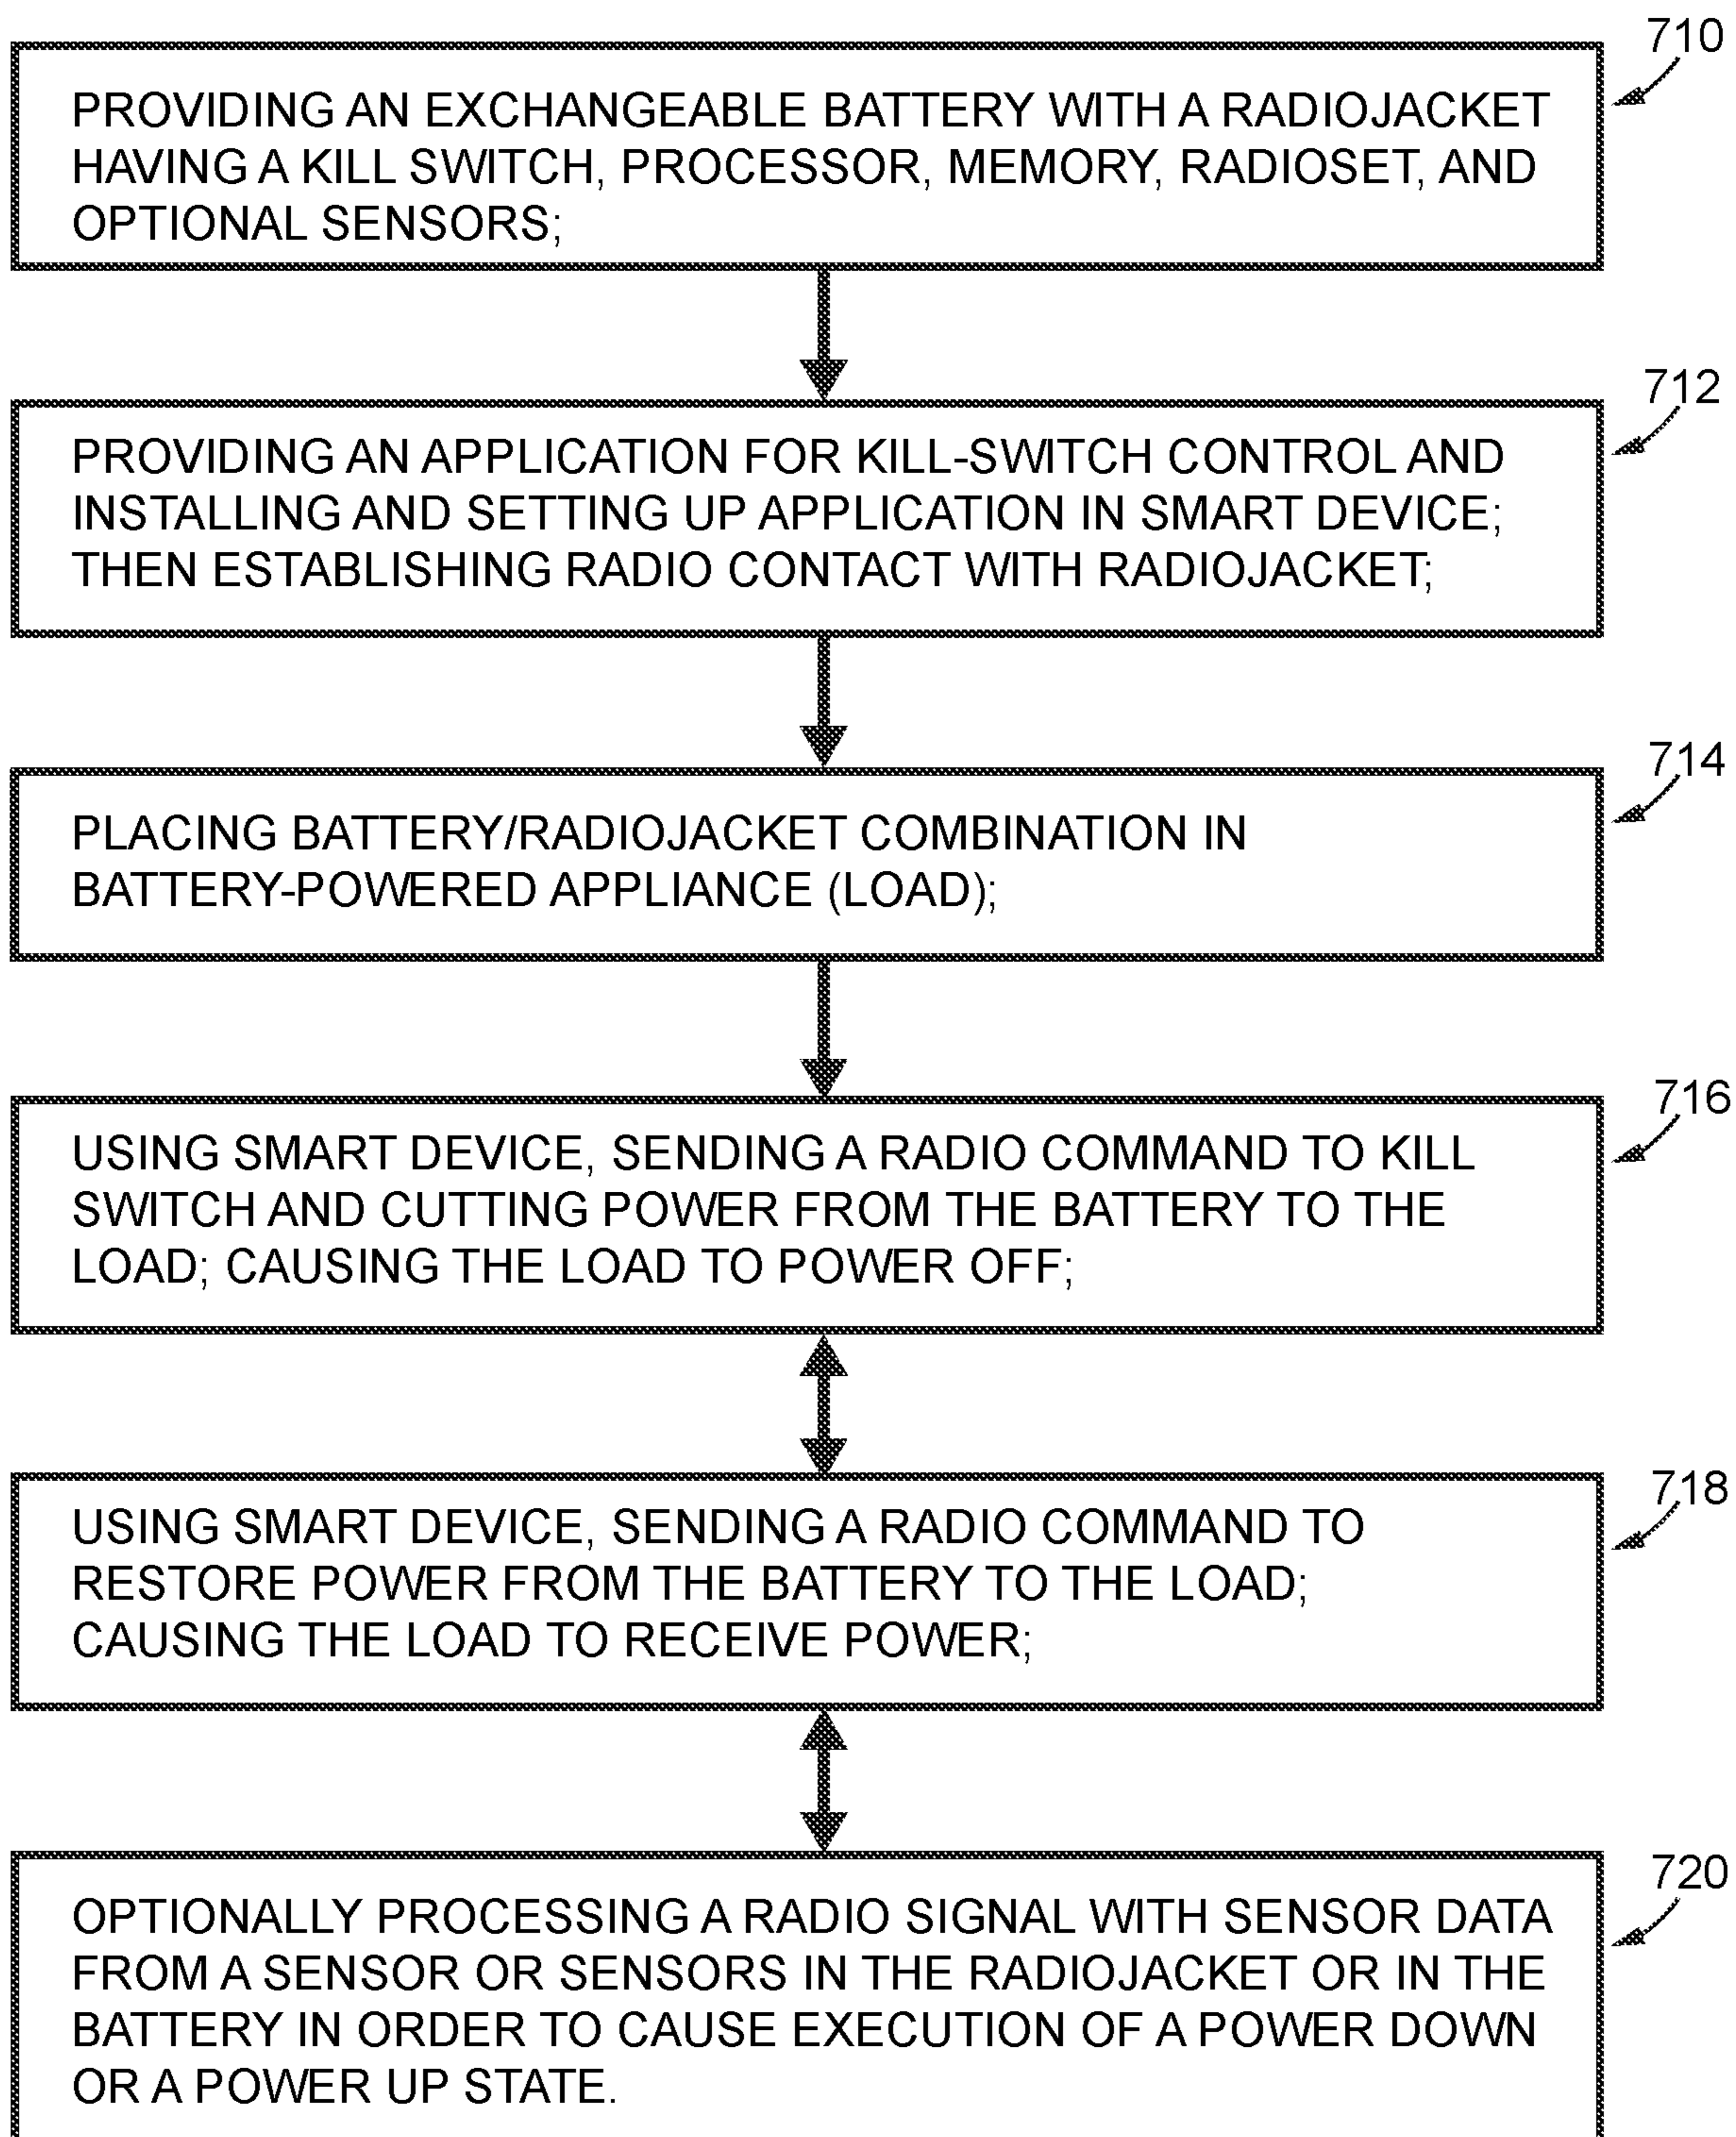 710
PROVIDING AN EXCHANGEABLE BATTERY WITH A RADIOJACKET
HAVING A KILL SWITCH, PROCESSOR, MEMORY, RADIOSET, AND
OPTIONAL SENSORS;
712
PROVIDING AN APPLICATION FOR KILL-SWITCH CONTROL AND
INSTALLING AND SETTING UP APPLICATION IN SMART DEVICE;
THEN ESTABLISHING RADIO CONTACT WITH RADIOJACKET;
714
PLACING BATTERY/RADIOJACKET COMBINATION IN
BATTERY-POWERED APPLIANCE (LOAD);
716
USING SMART DEVICE, SENDING A RADIO COMMAND TO KILL
SWITCH AND CUTTING POWER FROM THE BATTERY TO THE
LOAD; CAUSING THE LOAD TO POWER OFF;
718
USING SMART DEVICE, SENDING A RADIO COMMAND TO
RESTORE POWER FROM THE BATTERY TO THE LOAD;
CAUSING THE LOAD TO RECEIVE POWER;
720
OPTIONALLY PROCESSING A RADIO SIGNAL WITH SENSOR DATA
FROM A SENSOR OR SENSORS IN THE RADIOJACKET OR IN THE
BATTERY IN ORDER TO CAUSE EXECUTION OF A POWER DOWN
OR A POWER UP STATE.